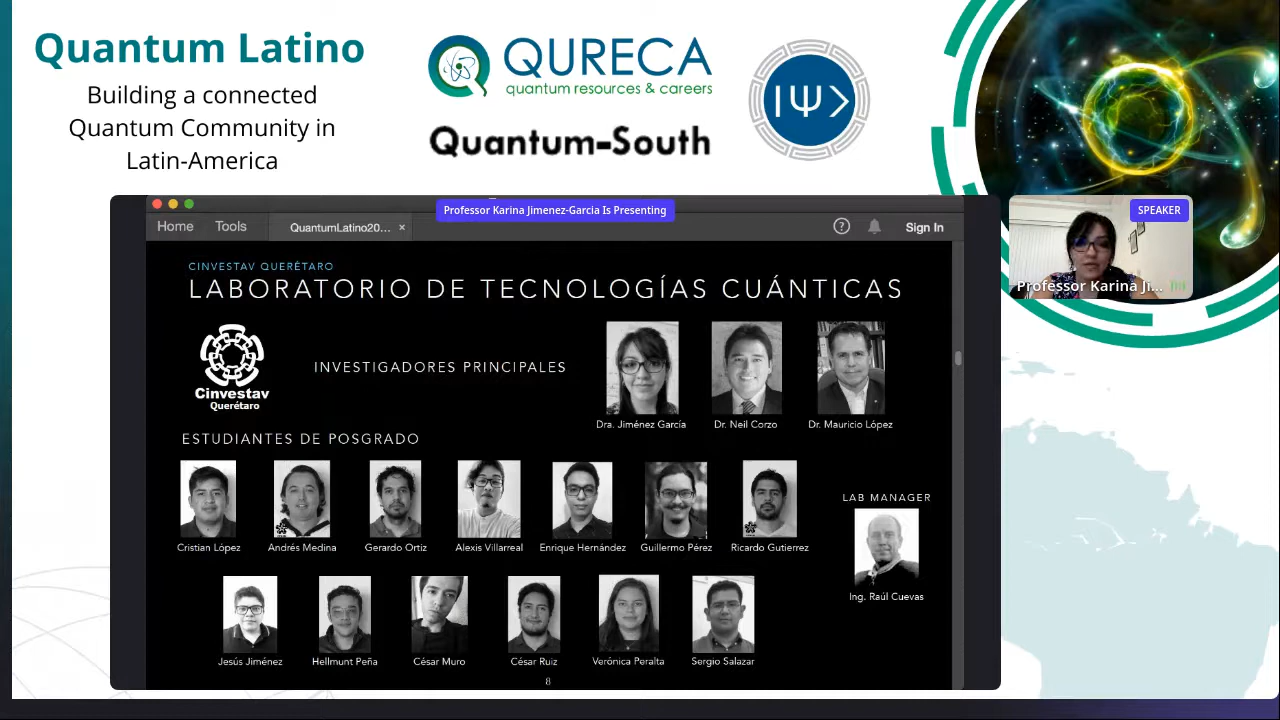 Quantum Latino
Building a connected
Quantum Community in
Latin-America
QURECA
quantum resources & careers
Quantum-South
|Ψ>
Professor Karina Jimenez-Garcia Is Presenting
Home
Tools
QuantumLatino20...
×
?
Sign In
SPEAKER
Professor Karina Ji...
CINVESTAV QUERÉTARO
LABORATORIO DE TECNOLOGÍAS CUÁNTICAS
Cinvestav
Querétaro
INVESTIGADORES PRINCIPALES
Dra. Jiménez García
Dr. Neil Corzo
Dr. Mauricio López
ESTUDIANTES DE POSGRADO
Cristian López
Andrés Medina
Gerardo Ortiz
Alexis Villarreal
Enrique Hernández
Guillermo Pérez
Ricardo Gutierrez
LAB MANAGER
Ing. Raúl Cuevas
Jesús Jiménez
Hellmunt Peña
César Muro
César Ruiz
Verónica Peralta
Sergio Salazar
8